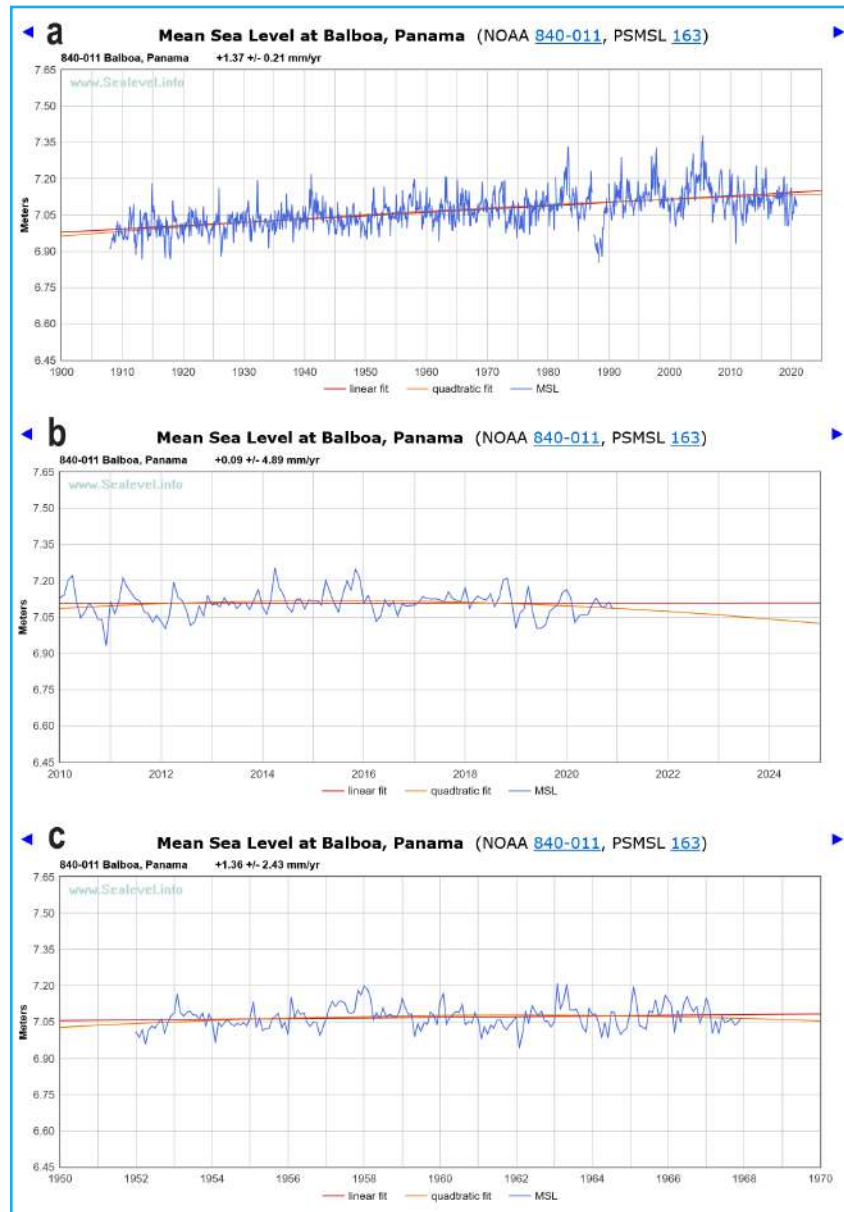 a Mean Sea Level at Balboa, Panama (NOAA 840-011, PSMSL 163)
840-011 Balboa, Panama +1.37 +/- 0.21 mm/yr
www.Sealevel.info
7.65
7.50
7.35
7.20
7.05
6.90
6.75
6.60
6.45
Meters
1900 1910 1920 1930 1940 1950 1960 1970 1980 1990 2000 2010 2020
linear fit quadtratic fit MSL
b Mean Sea Level at Balboa, Panama (NOAA 840-011, PSMSL 163)
840-011 Balboa, Panama +0.09 +/- 4.89 mm/yr
www.Sealevel.info
7.65
7.50
7.35
7.20
7.05
6.90
6.75
6.60
6.45
Meters
2010 2012 2014 2016 2018 2020 2022 2024
linear fit quadtratic fit MSL
c Mean Sea Level at Balboa, Panama (NOAA 840-011, PSMSL 163)
840-011 Balboa, Panama +1.36 +/- 2.43 mm/yr
www.Sealevel.info
7.65
7.50
7.35
7.20
7.05
6.90
6.75
6.60
6.45
Meters
1950 1952 1954 1956 1958 1960 1962 1964 1966 1968 1970
linear fit quadtratic fit MSL